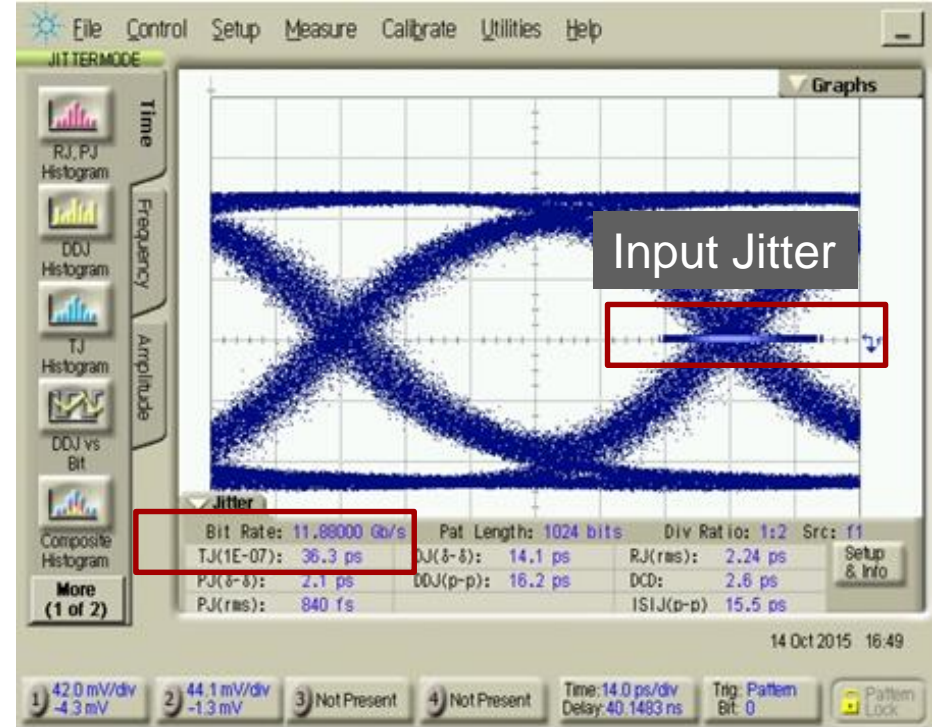 File Control Setup Measure Calibrate Utilities Help
JITTERMODE
Graphs
Time
Frequency
Amplitude
RJ, PJ
Histogram
DDJ
Histogram
TJ
Histogram
DDJ vs
Bit
Composite
Histogram
More
(1 of 2)
Input Jitter
Jitter
Bit Rate: 11.88000 Gb/s Pat Length: 1024 bits Div Ratio: 1:2 Src: f1
TJ(1E-07): 36.3 ps DJ(δ-δ): 14.1 ps RJ(rms): 2.24 ps
PJ(δ-δ): 2.1 ps DDJ(p-p): 16.2 ps DCD: 2.6 ps
PJ(rms): 840 fs ISIJ(p-p) 15.5 ps
Setup
& Info
14 Oct 2015 16:49
1) 42.0 mV/div
-4.3 mV
2) 44.1 mV/div
-1.3 mV
3) Not Present
4) Not Present
Time:14.0 ps/div
Delay:40.1483 ns
Trig: Pattern
Bit: 0
Pattern
Lock